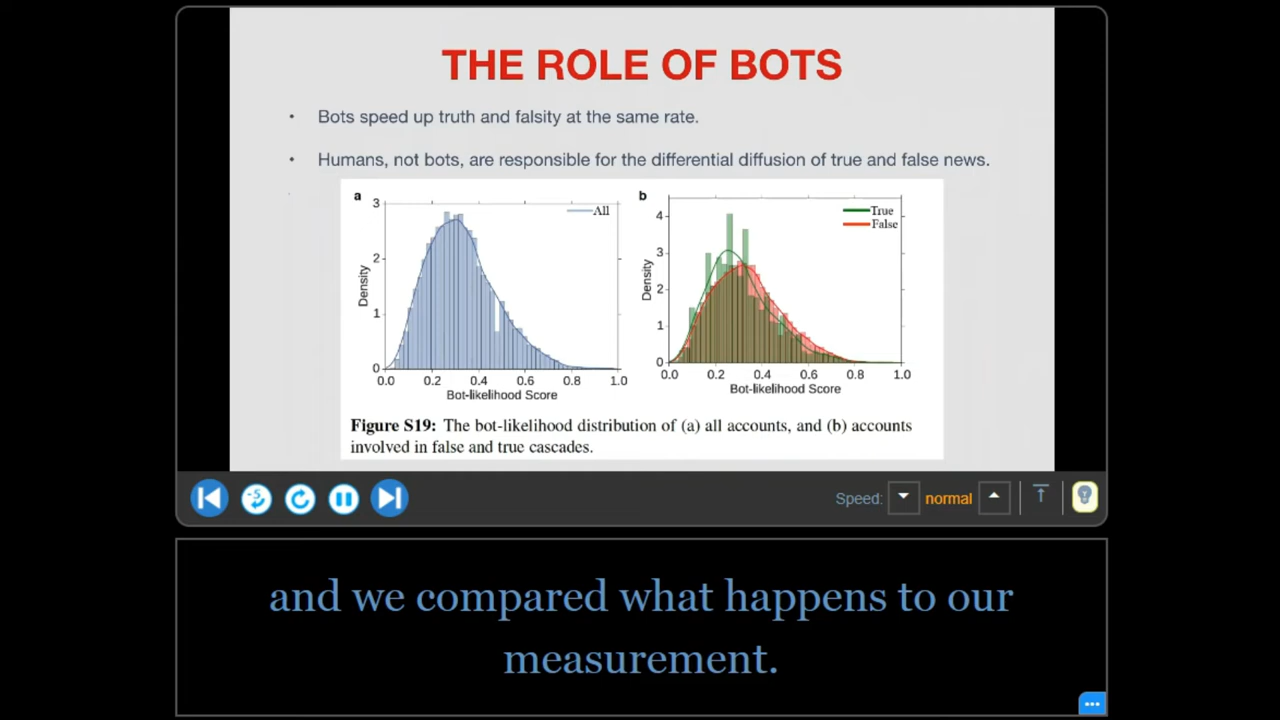 THE ROLE OF BOTS
• Bots speed up truth and falsity at the same rate.
• Humans, not bots, are responsible for the differential diffusion of true and false news.
a
All
3
2
1
0
Density
0.0 0.2 0.4 0.6 0.8 1.0
Bot-likelihood Score
b
True
False
4
3
2
1
0
Density
0.0 0.2 0.4 0.6 0.8 1.0
Bot-likelihood Score
Figure S19: The bot-likelihood distribution of (a) all accounts, and (b) accounts
involved in false and true cascades.
-5
Speed: normal
and we compared what happens to our
measurement.